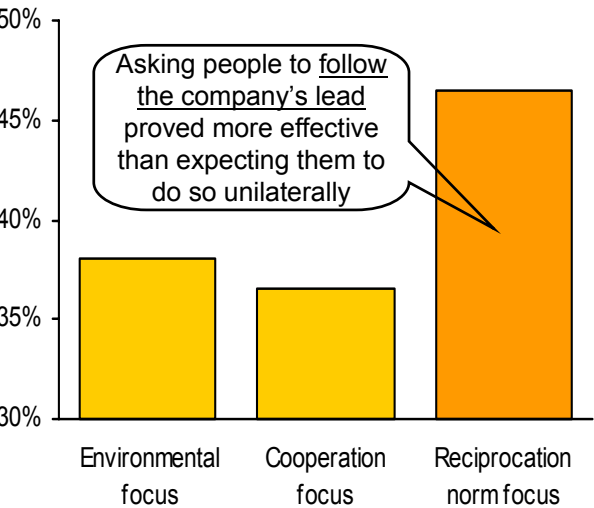 50%
Asking people to follow
the company's lead
proved more effective
than expecting them to
do so unilaterally
45%
40%
35%
30%
Environmental
focus
Cooperation
focus
Reciprocation
norm focus